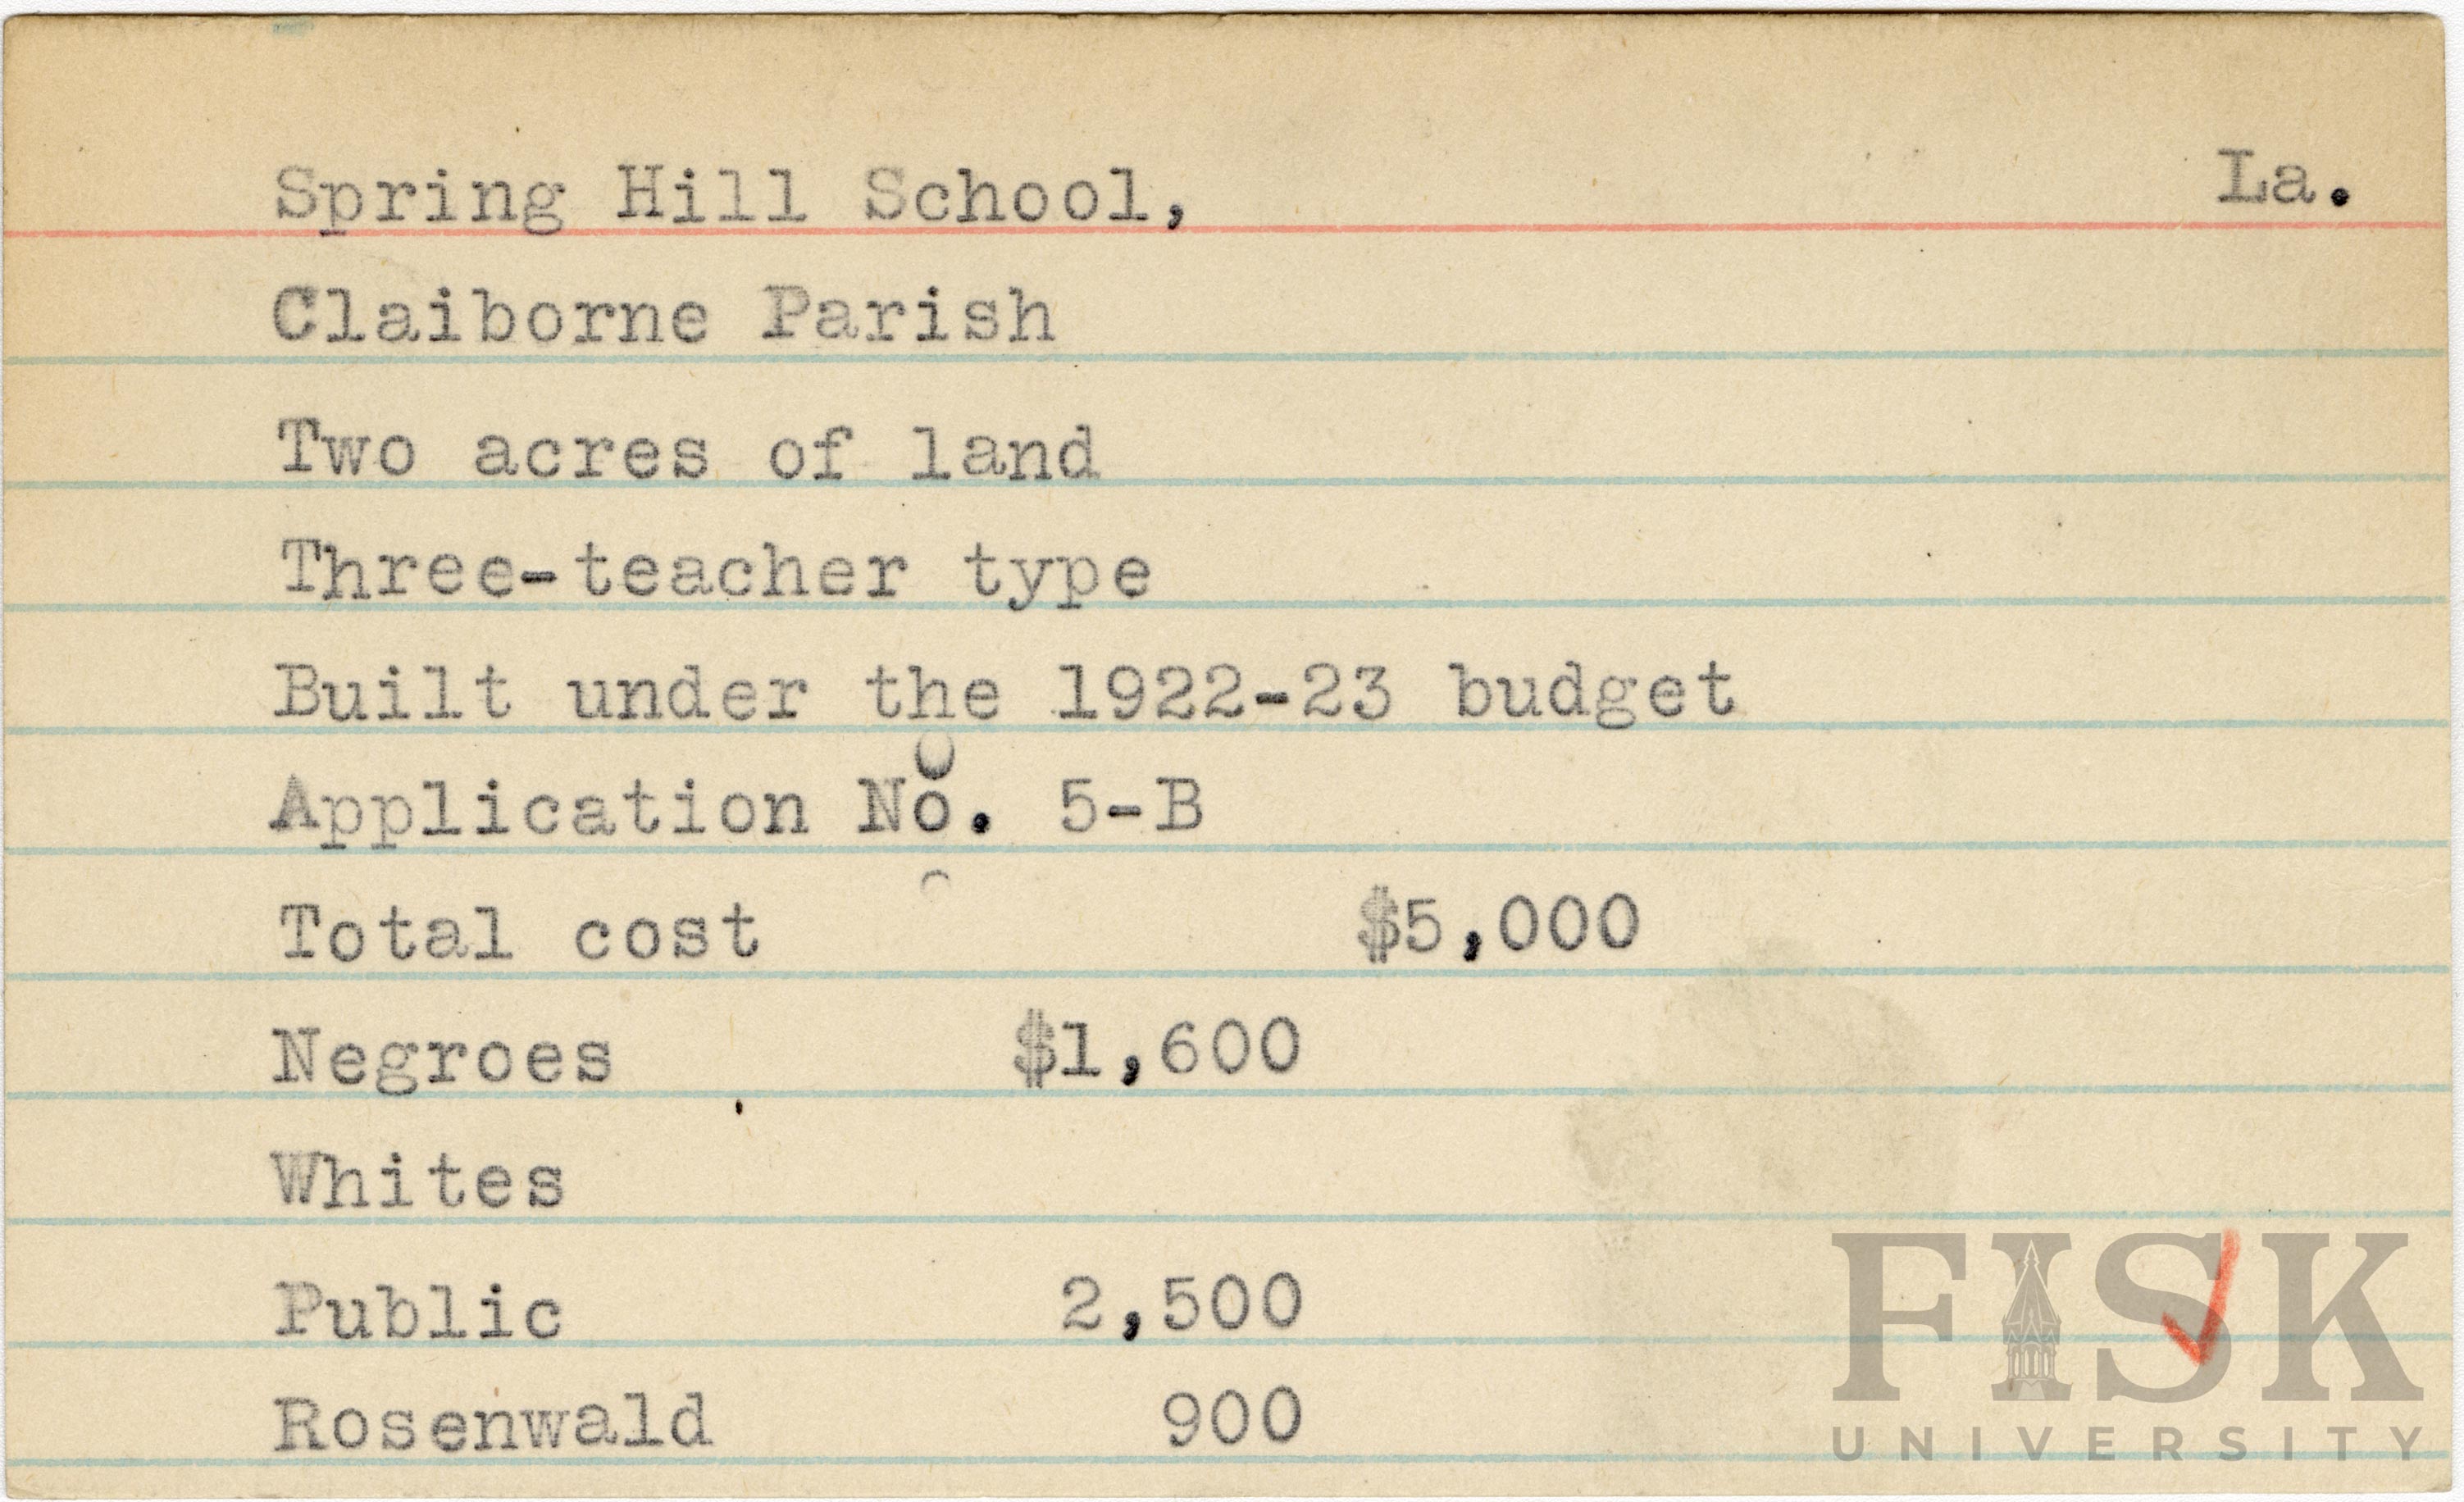 Spring Hill School, La.
Claiborne Parish
Two acres of land
Three-teacher type
Built under the 1922-23 budget
Application No. 5-B
Total cost $5,000
Negroes $1,600
Whites
Public 2,500
Rosenwald 900
FISK
UNIVERSITY